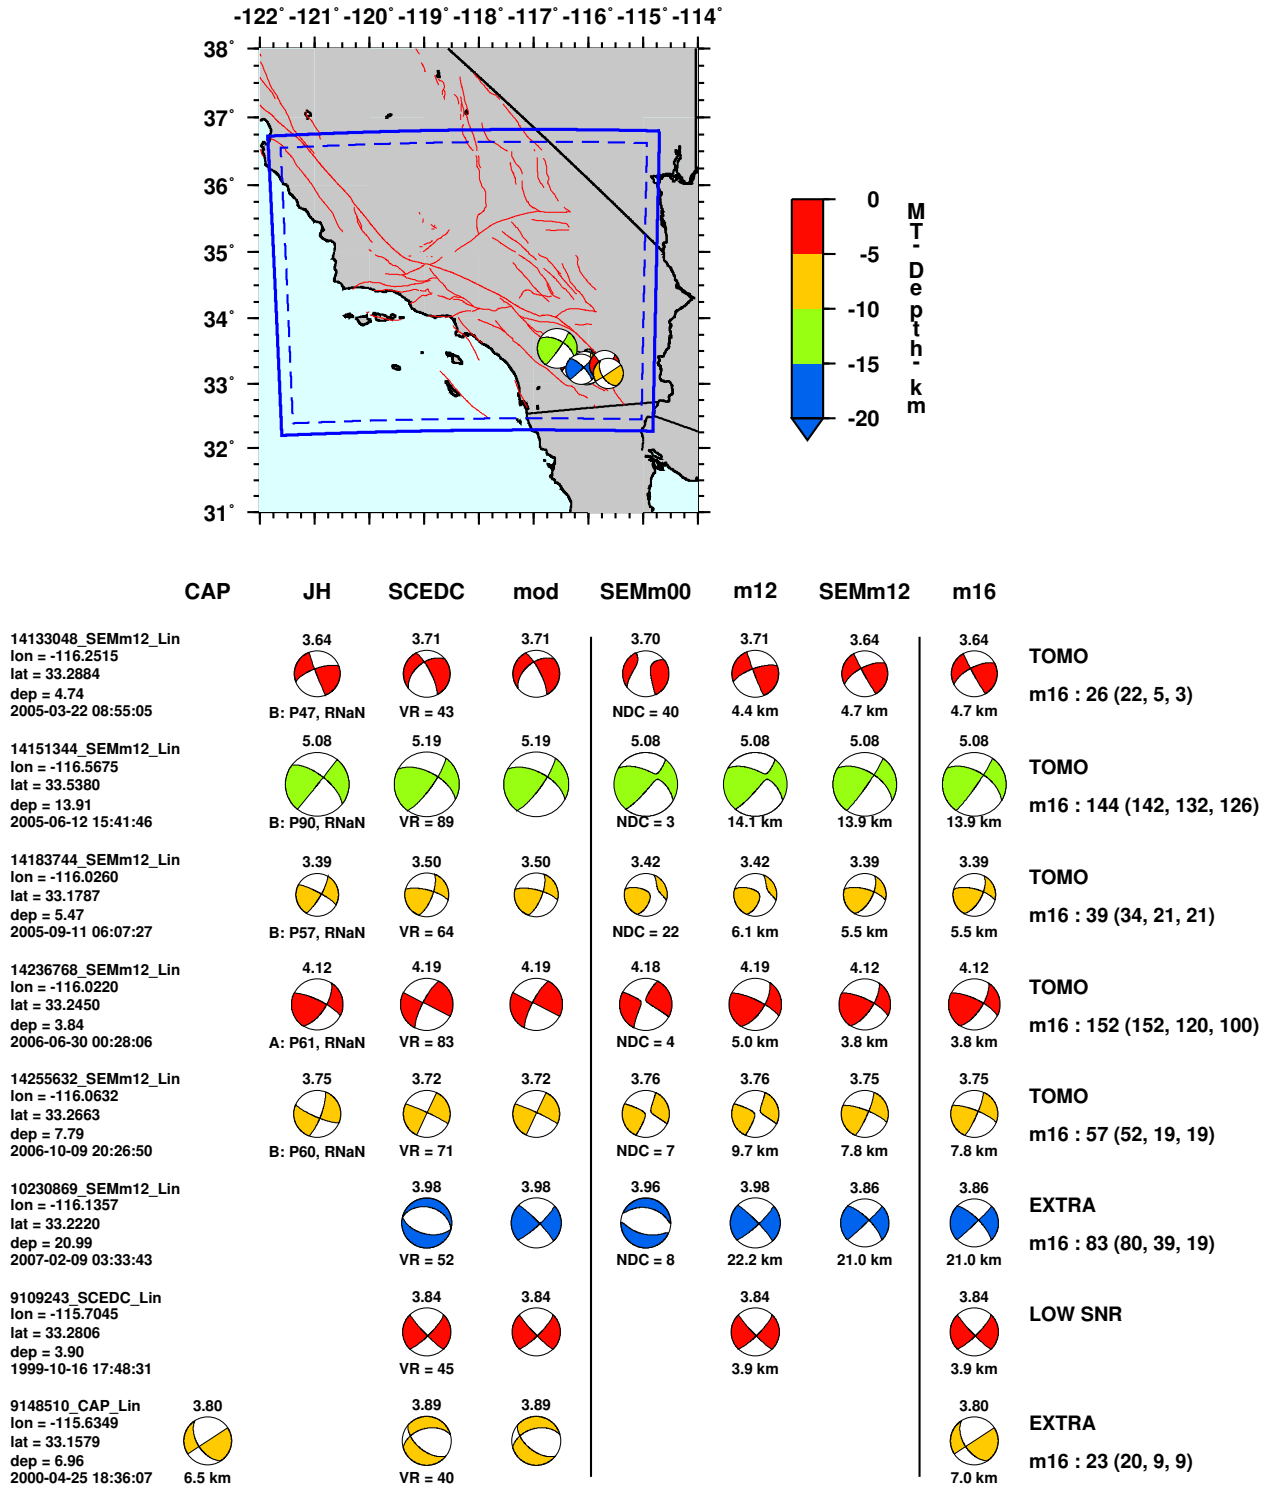 -122° -121° -120° -119° -118° -117° -116° -115° -114°
38°
37°
36°
35°
34°
33°
32°
31°
0
-5
-10
-15
-20
MT-Depth-km
CAP JH SCEDC mod SEMm00 m12 SEMm12 m16
14133048_SEMm12_Lin
lon = -116.2515
lat = 33.2884
dep = 4.74
2005-03-22 08:55:05
3.64 3.71 3.71 3.70 3.71 3.64 3.64
B: P47, RNaN VR = 43 NDC = 40 4.4 km 4.7 km 4.7 km
TOMO
m16 : 26 (22, 5, 3)
14151344_SEMm12_Lin
lon = -116.5675
lat = 33.5380
dep = 13.91
2005-06-12 15:41:46
5.08 5.19 5.19 5.08 5.08 5.08 5.08
B: P90, RNaN VR = 89 NDC = 3 14.1 km 13.9 km 13.9 km
TOMO
m16 : 144 (142, 132, 126)
14183744_SEMm12_Lin
lon = -116.0260
lat = 33.1787
dep = 5.47
2005-09-11 06:07:27
3.39 3.50 3.50 3.42 3.42 3.39 3.39
B: P57, RNaN VR = 64 NDC = 22 6.1 km 5.5 km 5.5 km
TOMO
m16 : 39 (34, 21, 21)
14236768_SEMm12_Lin
lon = -116.0220
lat = 33.2450
dep = 3.84
2006-06-30 00:28:06
4.12 4.19 4.19 4.18 4.19 4.12 4.12
A: P61, RNaN VR = 83 NDC = 4 5.0 km 3.8 km 3.8 km
TOMO
m16 : 152 (152, 120, 100)
14255632_SEMm12_Lin
lon = -116.0632
lat = 33.2663
dep = 7.79
2006-10-09 20:26:50
3.75 3.72 3.72 3.76 3.76 3.75 3.75
B: P60, RNaN VR = 71 NDC = 7 9.7 km 7.8 km 7.8 km
TOMO
m16 : 57 (52, 19, 19)
10230869_SEMm12_Lin
lon = -116.1357
lat = 33.2220
dep = 20.99
2007-02-09 03:33:43
3.98 3.98 3.96 3.98 3.86 3.86
VR = 52 NDC = 8 22.2 km 21.0 km 21.0 km
EXTRA
m16 : 83 (80, 39, 19)
9109243_SCEDC_Lin
lon = -115.7045
lat = 33.2806
dep = 3.90
1999-10-16 17:48:31
3.84 3.84 3.84 3.84
VR = 45 3.9 km 3.9 km
LOW SNR
9148510_CAP_Lin
lon = -115.6349
lat = 33.1579
dep = 6.96
2000-04-25 18:36:07
3.80 3.89 3.89 3.80
6.5 km VR = 40 7.0 km
EXTRA
m16 : 23 (20, 9, 9)